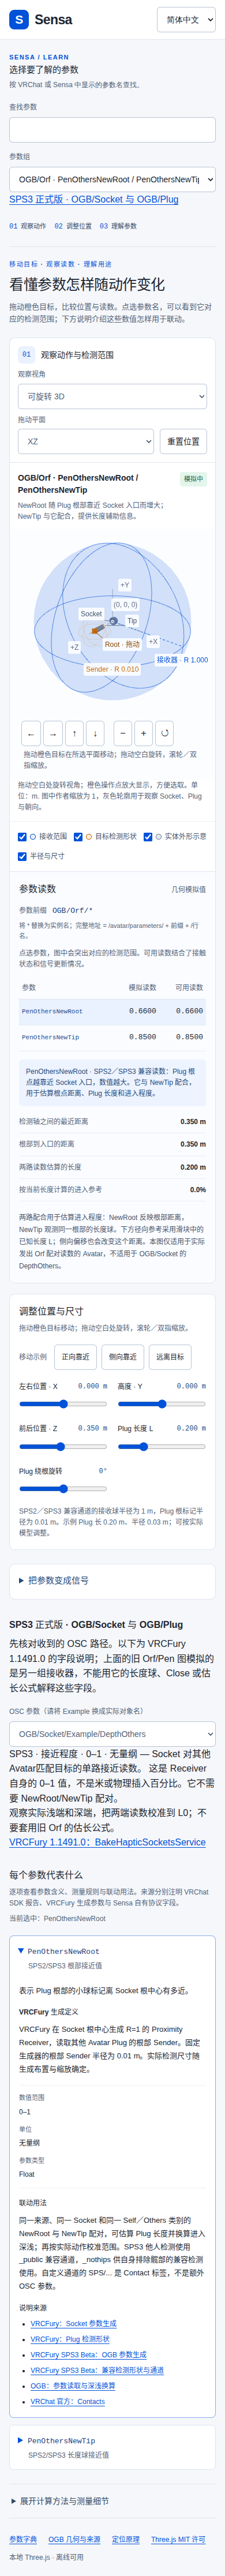 S Sensa 简体中文
SENSA / LEARN
选择要了解的参数
按 VRChat 或 Sensa 中显示的参数名查找。
查找参数
参数组
OGB/Orf · PenOthersNewRoot / PenOthersNewTip
SPS3 正式版 · OGB/Socket 与 OGB/Plug
01 观察动作 02 调整位置 03 理解参数
移动目标 · 观察读数 · 理解用途
看懂参数怎样随动作变化
拖动橙色目标，比较位置与读数。点选参数名，可以看到它对
应的检测范围；下方说明介绍这些数值怎样用于联动。
01 观察动作与检测范围
观察视角
可旋转 3D
拖动平面
XZ 重置位置
OGB/Orf · PenOthersNewRoot / 模拟中
PenOthersNewTip
NewRoot 随 Plug 根部靠近 Socket 入口而增大；
NewTip 与它配合，提供长度辅助信息。
+Y
(0, 0, 0)
Socket Tip
+X
+Z Root · 拖动
接收器 · R 1.000
Sender · R 0.010
← → ↑ ↓ − +
拖动橙色目标在所选平面移动；拖动空白旋转，滚轮／双
指缩放。
拖动空白处旋转视角；橙色操作点放大显示，方便选取。单
位：m. 图中作者缩放为 1，灰色轮廓用于观察 Socket、Plug
与朝向。
接收范围 目标检测形状 实体外形示意
半径与尺寸
参数读数 几何模拟值
参数前缀 OGB/Orf/*
将 * 替换为实例名；完整地址 = /avatar/parameters/ + 前缀 + /行
名。
点选参数，图中会突出对应的检测范围。可用读数结合了接触
状态和信号更新情况。
参数 模拟读数 可用读数
PenOthersNewRoot 0.6600 0.6600
PenOthersNewTip 0.8500 0.8500
PenOthersNewRoot · SPS2／SPS3 兼容读数：Plug 根
点越靠近 Socket 入口，数值越大。它与 NewTip 配合，
用于估算根点距离、Plug 长度和进入程度。
检测轴之间的最近距离 0.350 m
根部到入口的距离 0.350 m
两路读数估算的长度 0.200 m
按当前长度计算的进入参考 0.0%
两路配合用于估算进入程度：NewRoot 反映根部距离，
NewTip 观测同一根部的长度球。下方径向参考采用滑块中的
已知长度 L；侧向偏移也会改变这个距离。本图仅适用于实际
发出 Orf 配对读数的 Avatar，不适用于 OGB/Socket 的
DepthOthers。
调整位置与尺寸
拖动橙色目标移动；拖动空白处旋转，滚轮／双指缩放。
移动示例 正向靠近 侧向靠近 远离目标
左右位置 · X 0.000 m 高度 · Y 0.000 m
前后位置 · Z 0.350 m Plug 长度 L 0.200 m
Plug 绕根旋转 0°
SPS2／SPS3 兼容通道的接收球半径为 1 m，Plug 根标记半径
为 0.01 m。示例 Plug 长 0.20 m、半径 0.03 m；可按实际
模型调整。
把参数变成信号
SPS3 正式版 · OGB/Socket 与 OGB/Plug
先核对收到的 OSC 路径。以下为 VRCFury
1.1491.0 的字段说明；上面的旧 Orf/Pen 图模拟的
是另一组接收器，不能用它的长度球、Close 或估
长公式解释这些字段。
OSC 参数（请将 Example 换成实际对象名）
OGB/Socket/Example/DepthOthers
SPS3 · 接近程度 · 0–1 · 无量纲 — Socket 对其他
Avatar匹配目标的单路接近读数。 这是 Receiver
自身的 0–1 值，不是米或物理插入百分比。它不需
要 NewRoot/NewTip 配对。
观察实际浅端和深端，把两端读数校准到 L0；不
要套用旧 Orf 的估长公式。
VRCFury 1.1491.0：BakeHapticSocketsService
每个参数代表什么
逐项查看参数含义、测量规则与联动用法。来源分别注明 VRChat
SDK 报告、VRCFury 生成参数与 Sensa 自有协议字段。
当前选中：PenOthersNewRoot
PenOthersNewRoot
SPS2/SPS3 根部接近值
表示 Plug 根部的小球标记离 Socket 根中心有多近。
VRCFury 生成定义
VRCFury 在 Socket 根中心生成 R=1 的 Proximity
Receiver，读取其他 Avatar Plug 的根部 Sender。固定
生成器的根部 Sender 半径为 0.01 m。实际检测尺寸随
生成布置与缩放确定。
数值范围
0–1
单位
无量纲
参数类型
Float
联动用法
同一来源、同一 Socket 和同一 Self／Others 类别的
NewRoot 与 NewTip 配对，可估算 Plug 长度并换算进入
深浅；再按实际动作校准范围。SPS3 他人检测使用
_public 兼容通道，_nothips 供自身排除髋部的兼容检测
使用。自定义通道的 SPS/... 是 Contact 标签，不是额外
OSC 参数。
说明来源
VRCFury：Socket 参数生成
VRCFury：Plug 检测形状
VRCFury SPS3 Beta：OGB 参数生成
VRCFury SPS3 Beta：兼容检测形状与通道
OGB：参数读取与深浅换算
VRChat 官方：Contacts
PenOthersNewTip
SPS2/SPS3 长度球接近值
展开计算方法与测量细节
参数字典 OGB 几何与来源 定位原理 Three.js MIT 许可
本地 Three.js · 离线可用